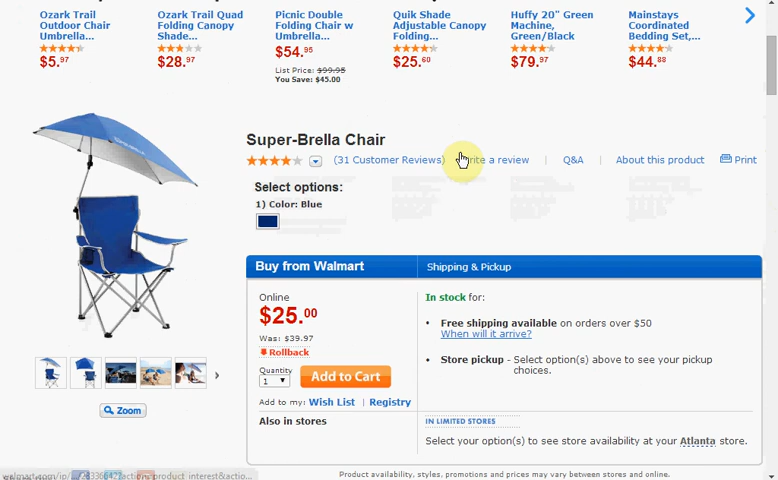 Ozark Trail
Outdoor Chair
Umbrella...
$5.97
Ozark Trail Quad
Folding Canopy
Shade...
$28.97
Picnic Double
Folding Chair w
Umbrella...
$54.95
List Price: $99.95
You Save: $45.00
Quik Shade
Adjustable Canopy
Folding...
$25.60
Huffy 20" Green
Machine,
Green/Black
$79.97
Mainstays
Coordinated
Bedding Set,...
$44.88
Super-Brella Chair
(31 Customer Reviews) Write a review | Q&A | About this product Print
Select options:
1) Color: Blue
Buy from Walmart
Shipping & Pickup
Online
$25.00
Was: $39.97
Rollback
Quantity
1
Add to Cart
Add to my: Wish List | Registry
Also in stores
In stock for:
• Free shipping available on orders over $50
When will it arrive?
• Store pickup - Select option(s) above to see your pickup
choices.
IN LIMITED STORES
Select your option(s) to see store availability at your Atlanta store.
Zoom
Product availability, styles, promotions and prices may vary between stores and online.